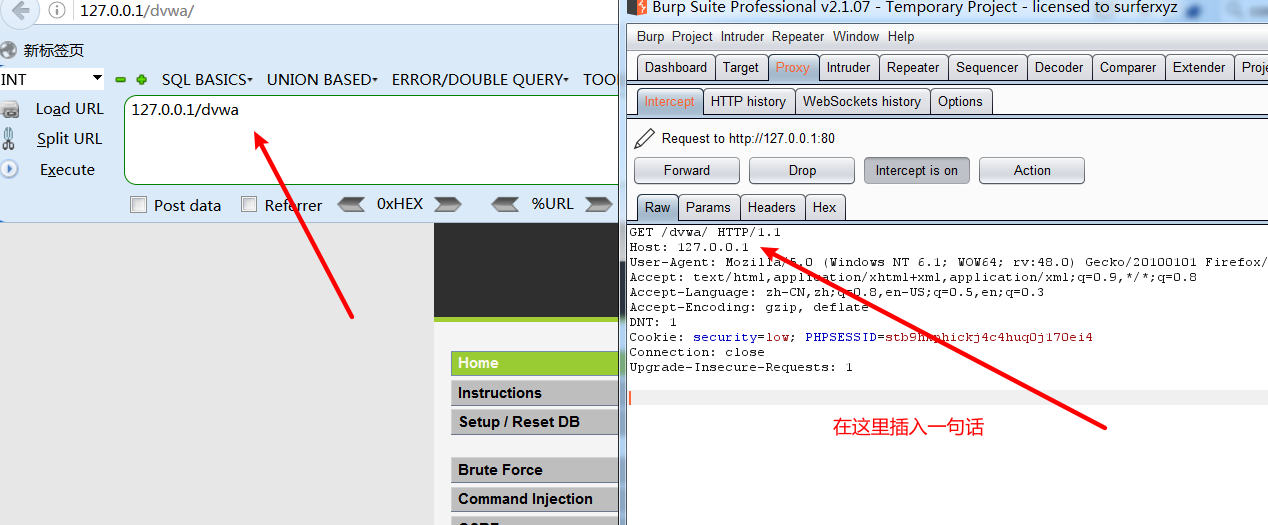 127.0.0.1/dvwa/
新标签页
INT
SQL BASICS
UNION BASED
ERROR/DOUBLE QUERY
Load URL
127.0.0.1/dvwa
Split URL
Execute
Post data
Referrer
0xHEX
%URL
Home
Instructions
Setup / Reset DB
Brute Force
Command Injection
Burp Suite Professional v2.1.07 - Temporary Project - licensed to surferxyz
Burp Project Intruder Repeater Window Help
Dashboard Target Proxy Intruder Repeater Sequencer Decoder Comparer Extender
Intercept HTTP history WebSockets history Options
Request to http://127.0.0.1:80
Forward Drop Intercept is on Action
Raw Params Headers Hex
GET /dvwa/ HTTP/1.1
Host: 127.0.0.1
User-Agent: Mozilla/5.0 (Windows NT 6.1; WOW64; rv:48.0) Gecko/20100101 Firefox/
Accept: text/html,application/xhtml+xml,application/xml;q=0.9,*/*;q=0.8
Accept-Language: zh-CN,zh;q=0.8,en-US;q=0.5,en;q=0.3
Accept-Encoding: gzip, deflate
DNT: 1
Cookie: security=low;
Connection: close
Upgrade-Insecure-Requests: 1
在这里插入一句话